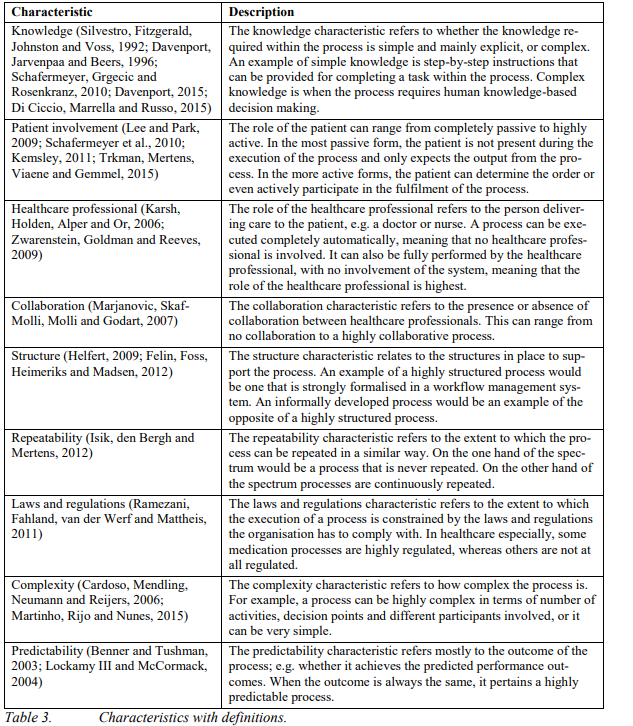 Characteristic
Description
Knowledge (Silvestro, Fitzgerald,
Johnston and Voss, 1992; Davenport,
Jarvenpaa and Beers, 1996;
Schafermeyer, Grgecic and
Rosenkranz, 2010; Davenport, 2015;
Di Ciccio, Marrella and Russo, 2015)
The knowledge characteristic refers to whether the knowledge re-
quired within the process is simple and mainly explicit, or complex.
An example of simple knowledge is step-by-step instructions that
can be provided for completing a task within the process. Complex
knowledge is when the process requires human knowledge-based
decision making.
Patient involvement (Lee and Park,
2009; Schafermeyer et al., 2010;
Kemsley, 2011; Trkman, Mertens,
Viaene and Gemmel, 2015)
The role of the patient can range from completely passive to highly
active. In the most passive form, the patient is not present during the
execution of the process and only expects the output from the pro-
cess. In the more active forms, the patient can determine the order or
even actively participate in the fulfilment of the process.
Healthcare professional (Karsh,
Holden, Alper and Or, 2006;
Zwarenstein, Goldman and Reeves,
2009)
The role of the healthcare professional refers to the person deliver-
ing care to the patient, e.g. a doctor or nurse. A process can be exe-
cuted completely automatically, meaning that no healthcare profes-
sional is involved. It can also be fully performed by the healthcare
professional, with no involvement of the system, meaning that the
role of the healthcare professional is highest.
Collaboration (Marjanovic, Skaf-
Molli, Molli and Godart, 2007)
The collaboration characteristic refers to the presence or absence of
collaboration between healthcare professionals. This can range from
no collaboration to a highly collaborative process.
Structure (Helfert, 2009; Felin, Foss,
Heimeriks and Madsen, 2012)
The structure characteristic relates to the structures in place to sup-
port the process. An example of a highly structured process would
be one that is strongly formalised in a workflow management sys-
tem. An informally developed process would be an example of the
opposite of a highly structured process.
Repeatability (Isik, den Bergh and
Mertens, 2012)
The repeatability characteristic refers to the extent to which the pro-
cess can be repeated in a similar way. On the one hand of the spec-
trum would be a process that is never repeated. On the other hand of
the spectrum processes are continuously repeated.
Laws and regulations (Ramezani,
Fahland, van der Werf and Mattheis,
2011)
The laws and regulations characteristic refers to the extent to which
the execution of a process is constrained by the laws and regulations
the organisation has to comply with. In healthcare especially, some
medication processes are highly regulated, whereas others are not at
all regulated.
Complexity (Cardoso, Mendling,
Neumann and Reijers, 2006;
Martinho, Rijo and Nunes, 2015)
The complexity characteristic refers to how complex the process is.
For example, a process can be highly complex in terms of number of
activities, decision points and different participants involved, or it
can be very simple.
Predictability (Benner and Tushman,
2003; Lockamy III and McCormack,
2004)
The predictability characteristic refers mostly to the outcome of the
process; e.g. whether it achieves the predicted performance out-
comes. When the outcome is always the same, it pertains a highly
predictable process.
Table 3. Characteristics with definitions.